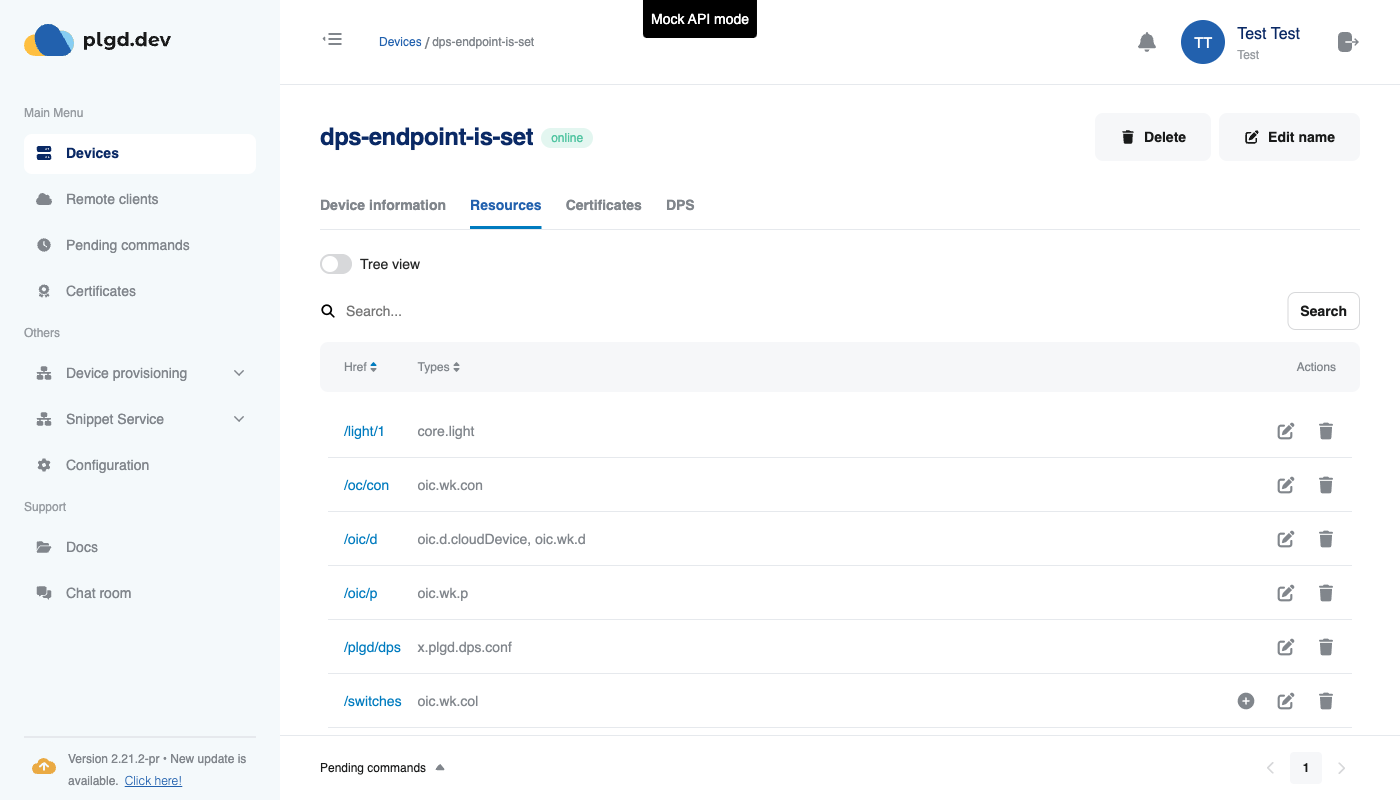 Mock API mode
plgd.dev
Devices / dps-endpoint-is-set
TT
Test Test
Test
Main Menu
Devices
Remote clients
Pending commands
Certificates
Others
Device provisioning
Snippet Service
Configuration
Support
Docs
Chat room
Version 2.21.2-pr • New update is
available. Click here!
dps-endpoint-is-set online
Delete
Edit name
Device information Resources Certificates DPS
Tree view
Search...
Search
Href Types Actions
/light/1 core.light
/oc/con oic.wk.con
/oic/d oic.d.cloudDevice, oic.wk.d
/oic/p oic.wk.p
/plgd/dps x.plgd.dps.conf
/switches oic.wk.col
Pending commands
1